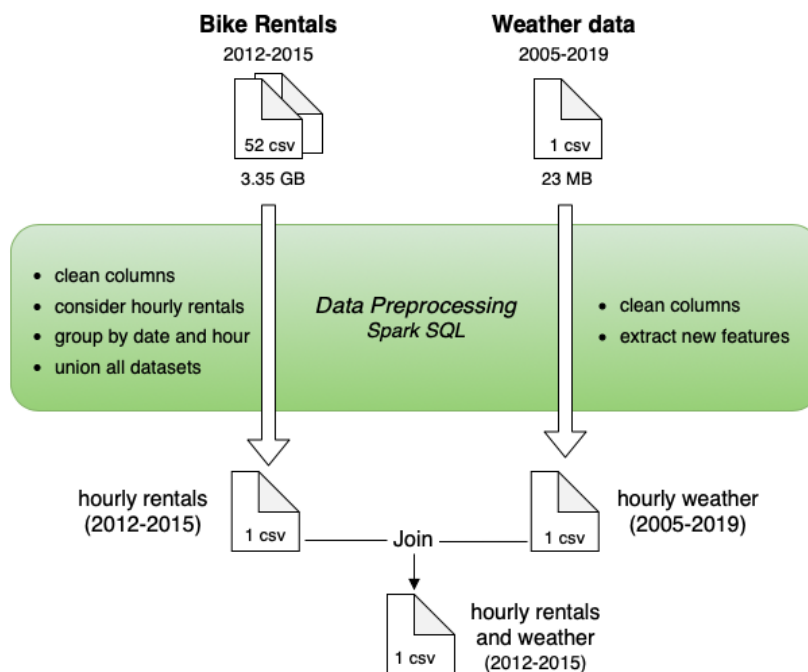 Bike Rentals
2012-2015
52 csv
3.35 GB
Weather data
2005-2019
1 csv
23 MB
• clean columns
• consider hourly rentals
• group by date and hour
• union all datasets
Data Preprocessing
Spark SQL
• clean columns
• extract new features
hourly rentals
(2012-2015)
1 csv
Join
1 csv
hourly weather
(2005-2019)
1 csv
hourly rentals
and weather
(2012-2015)